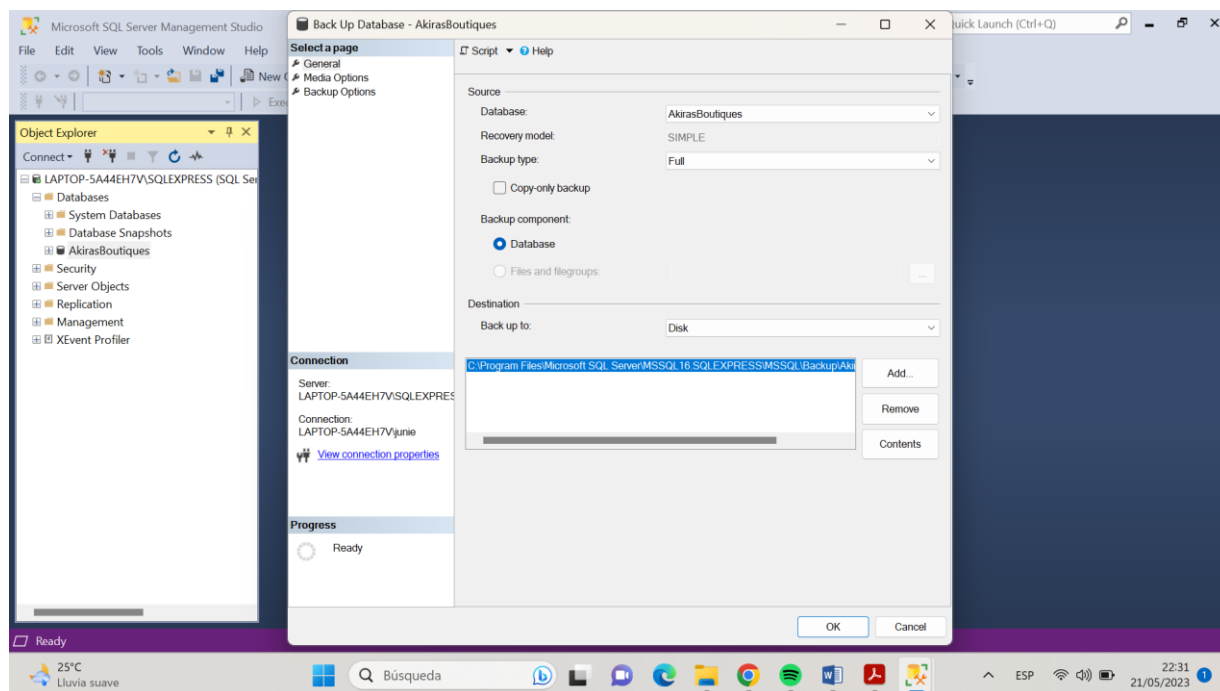 Microsoft SQL Server Management Studio
Quick Launch (Ctrl+Q)
File Edit View Tools Window Help
New
Exe
Object Explorer
Connect
LAPTOP-5A44EH7V\SQLEXPRESS (SQL Ser
Databases
System Databases
Database Snapshots
AkirasBoutiques
Security
Server Objects
Replication
Management
XEvent Profiler
Ready
Back Up Database - AkirasBoutiques
Select a page
General
Media Options
Backup Options
Connection
Server:
LAPTOP-5A44EH7V\SQLEXPRES
Connection:
LAPTOP-5A44EH7V\junie
View connection properties
Progress
Ready
Script Help
Source
Database: AkirasBoutiques
Recovery model: SIMPLE
Backup type: Full
Copy-only backup
Backup component:
Database
Files and filegroups:
...
Destination
Back up to: Disk
C:\Program Files\Microsoft SQL Server\MSSQL16.SQLEXPRESS\MSSQL\Backup\Aki
Add...
Remove
Contents
OK Cancel
25°C
Lluvia suave
Búsqueda
ESP
22:31
21/05/2023
1